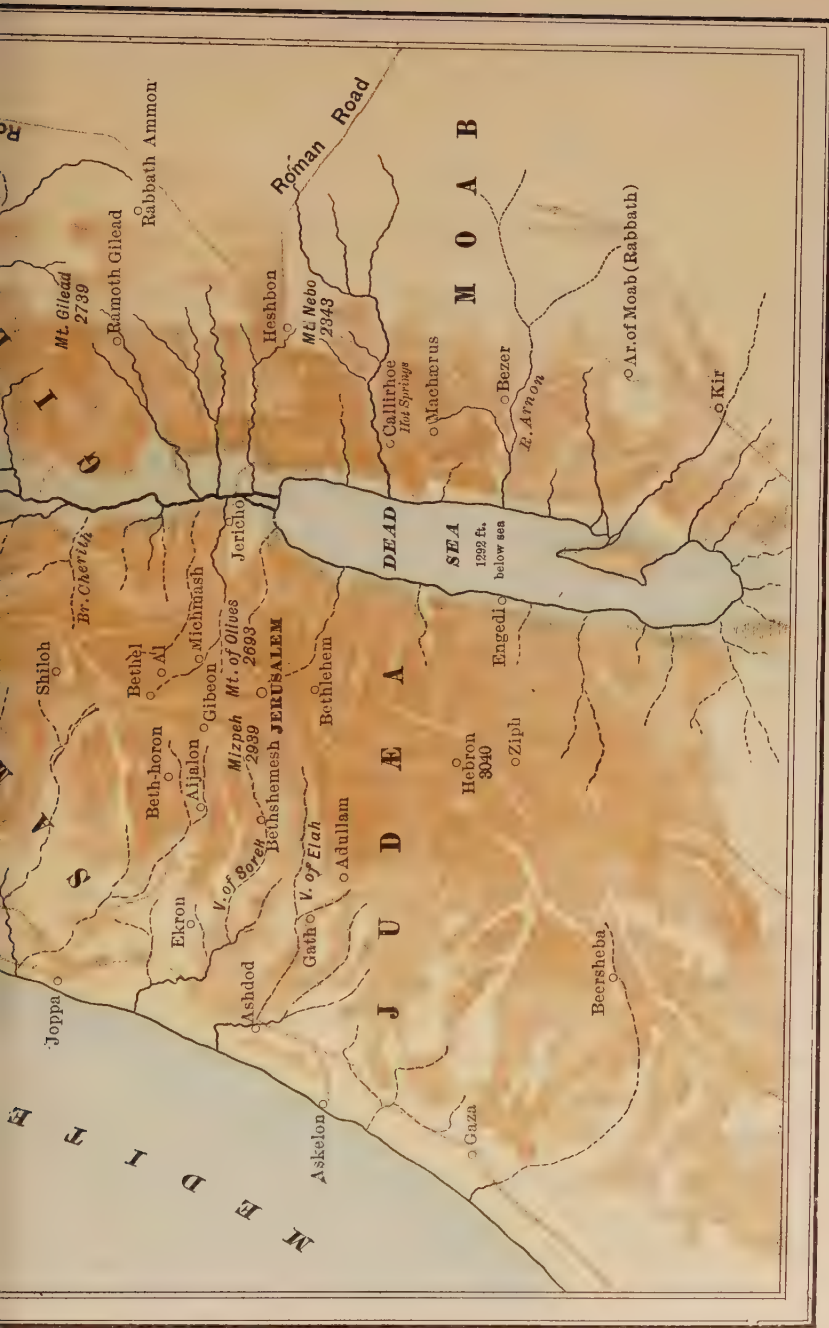 Ro
Rabbath Ammon
Roman Road
Mt. Gilead
2739
Ramoth Gilead
Heshbon
Mt. Nebo
2343
M O A B
G I L
Callirhoe
Hot Springs
Machærus
Bezer
R. Arnon
Ar. of Moab (Rabbath)
Kir
Br. Cherith
Jericho
DEAD
SEA
1292 ft.
below sea
Engedi
Shiloh
Bethel
Ai
Michmash
Gibeon
Mt. of Olives
2693
Mizpeh
2939
JERUSALEM
Bethlehem
Beth-horon
Aijalon
Bethshemesh
V. of Sorek
V. of Elah
Adullam
Hebron
3040
Ziph
S A M
J U D Æ A
Ekron
Gath
Joppa
Ashdod
Askelon
Gaza
Beersheba
M E D I T E